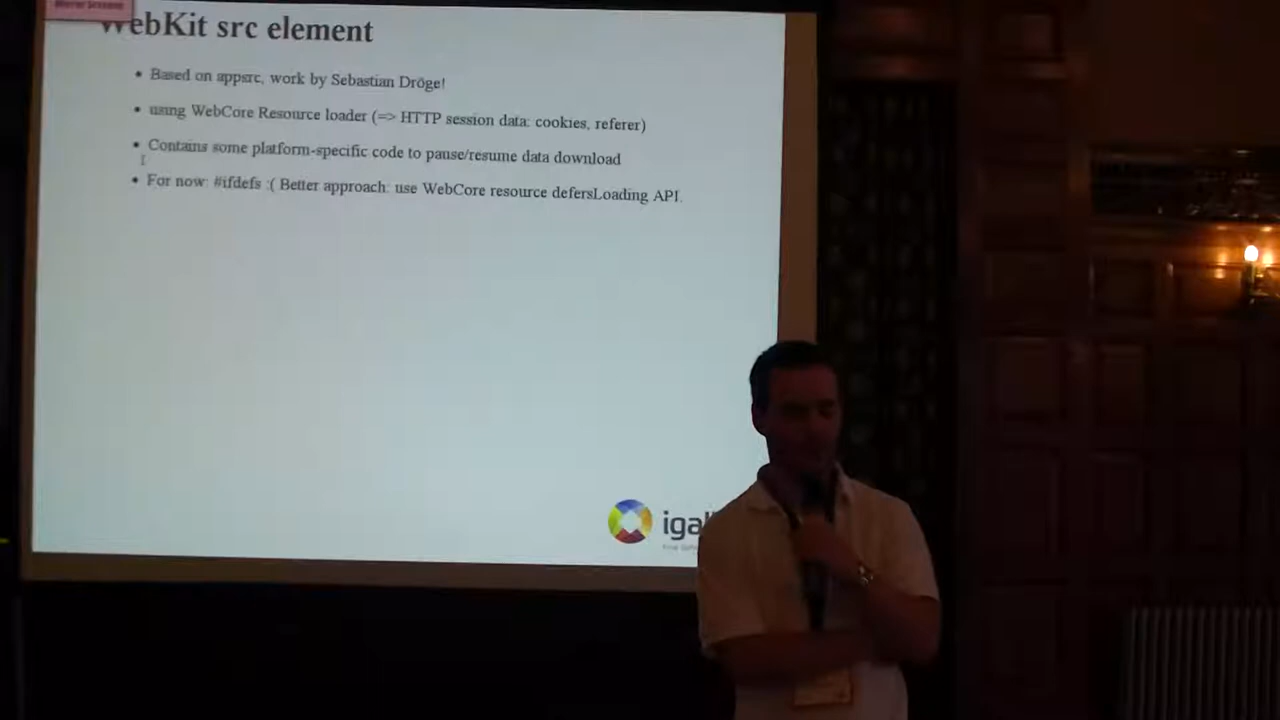 WebKit src element
• Based on appsrc, work by Sebastian Dröge!
• using WebCore Resource loader (=> HTTP session data: cookies, referer)
• Contains some platform-specific code to pause/resume data download
• For now: #ifdefs :( Better approach: use WebCore resource defersLoading API.
iga